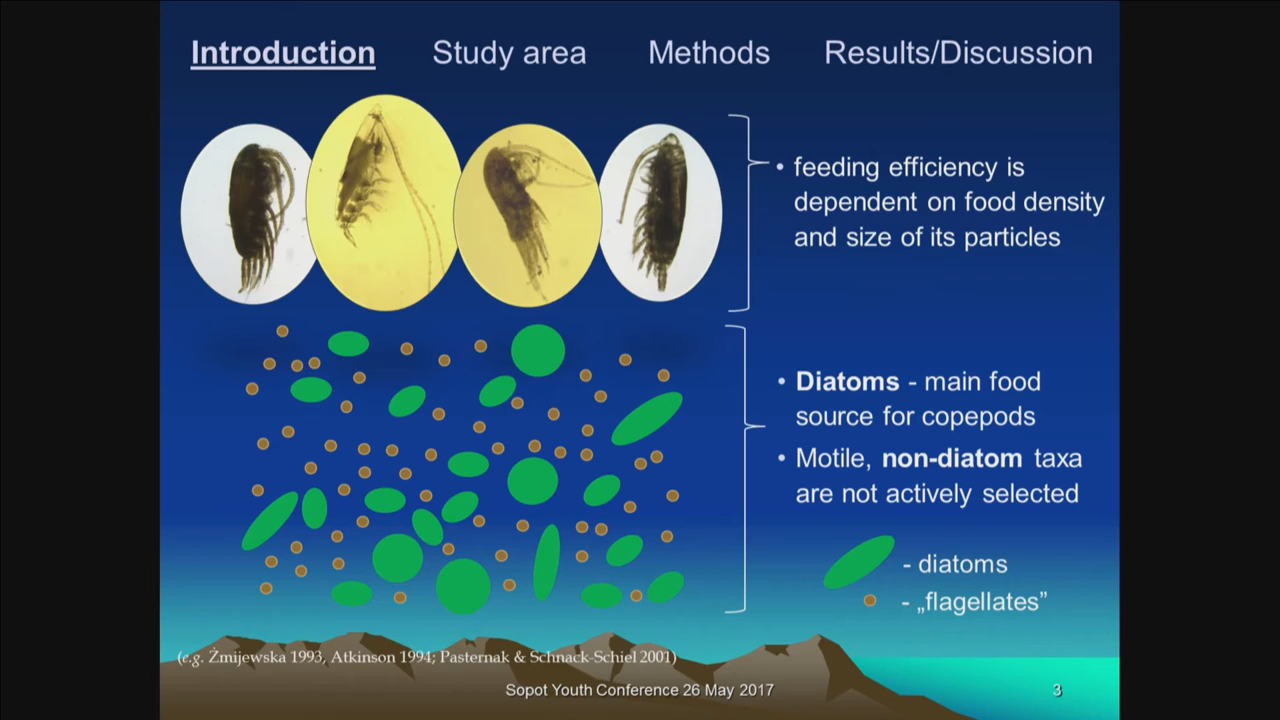 Introduction Study area Methods Results/Discussion
• feeding efficiency is
dependent on food density
and size of its particles
• Diatoms - main food
source for copepods
• Motile, non-diatom taxa
are not actively selected
- diatoms
- „flagellates”
(e.g. Żmijewska 1993, Atkinson 1994; Pasternak & Schnack-Schiel 2001)
Sopot Youth Conference 26 May 2017 3